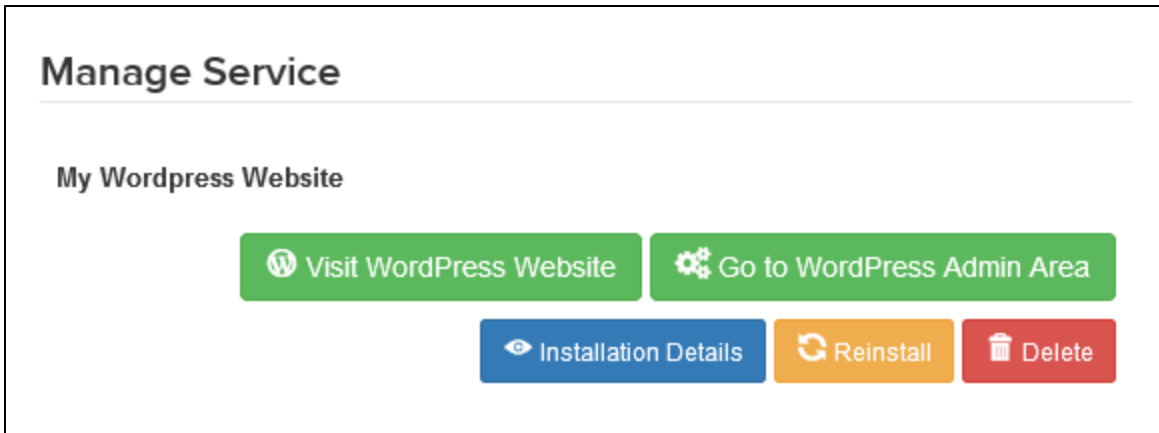 Manage Service
My Wordpress Website
Visit WordPress Website
Go to WordPress Admin Area
Installation Details
Reinstall
Delete